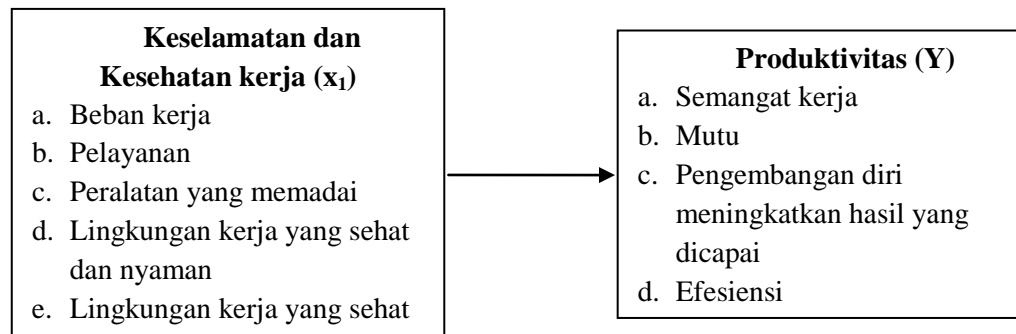 Keselamatan dan
Kesehatan kerja (x₁)
a. Beban kerja
b. Pelayanan
c. Peralatan yang memadai
d. Lingkungan kerja yang sehat
dan nyaman
e. Lingkungan kerja yang sehat
Produktivitas (Y)
a. Semangat kerja
b. Mutu
c. Pengembangan diri
meningkatkan hasil yang
dicapai
d. Efesiensi